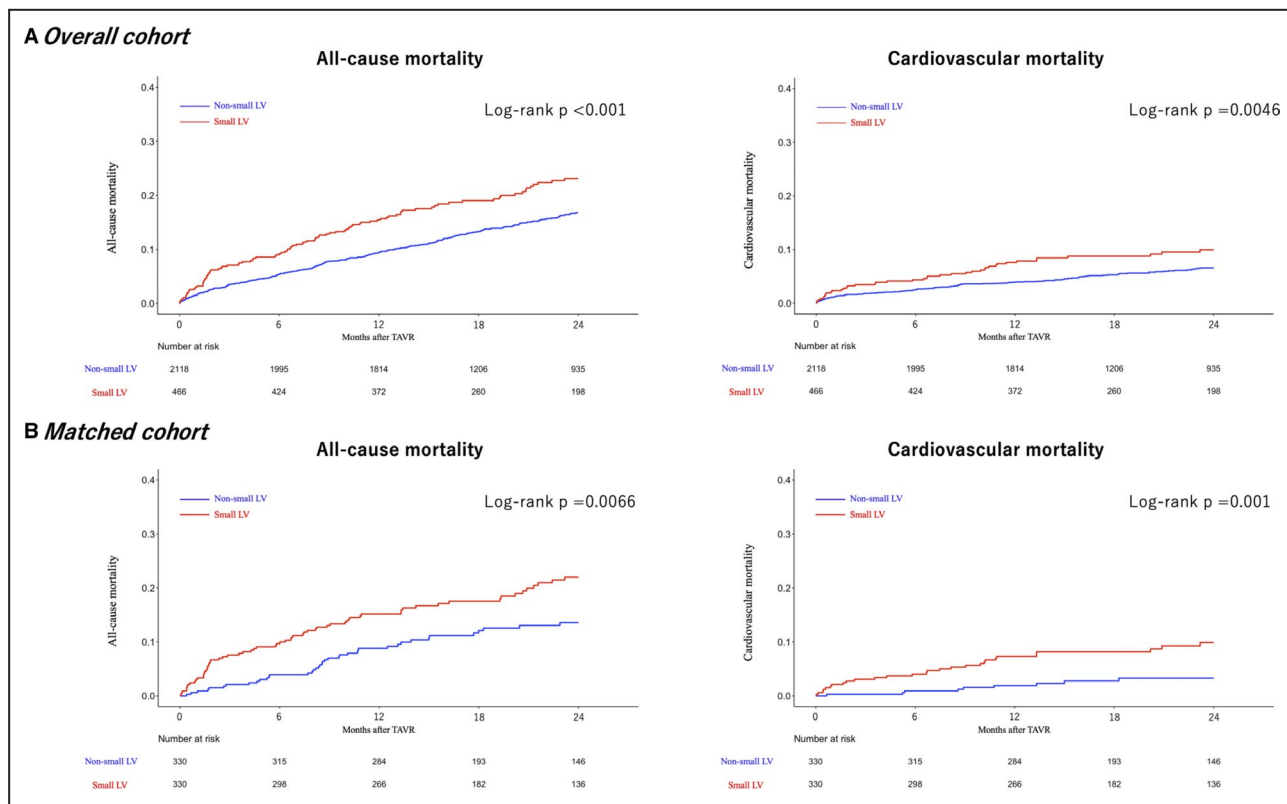 A Overall cohort
All-cause mortality
0.4
0.3
0.2
0.1
0.0
All-cause mortality
Non-small LV
Small LV
Log-rank p <0.001
0 6 12 18 24
Months after TAVR
Number at risk
Non-small LV 2118 1995 1814 1206 935
Small LV 466 424 372 260 198
Cardiovascular mortality
0.4
0.3
0.2
0.1
0.0
Cardiovascular mortality
Non-small LV
Small LV
Log-rank p =0.0046
0 6 12 18 24
Months after TAVR
Number at risk
Non-small LV 2118 1995 1814 1206 935
Small LV 466 424 372 260 198
B Matched cohort
All-cause mortality
0.4
0.3
0.2
0.1
0.0
All-cause mortality
Non-small LV
Small LV
Log-rank p =0.0066
0 6 12 18 24
Months after TAVR
Number at risk
Non-small LV 330 315 284 193 146
Small LV 330 298 266 182 136
Cardiovascular mortality
0.4
0.3
0.2
0.1
0.0
Cardiovascular mortality
Non-small LV
Small LV
Log-rank p =0.001
0 6 12 18 24
Months after TAVR
Number at risk
Non-small LV 330 315 284 193 146
Small LV 330 298 266 182 136